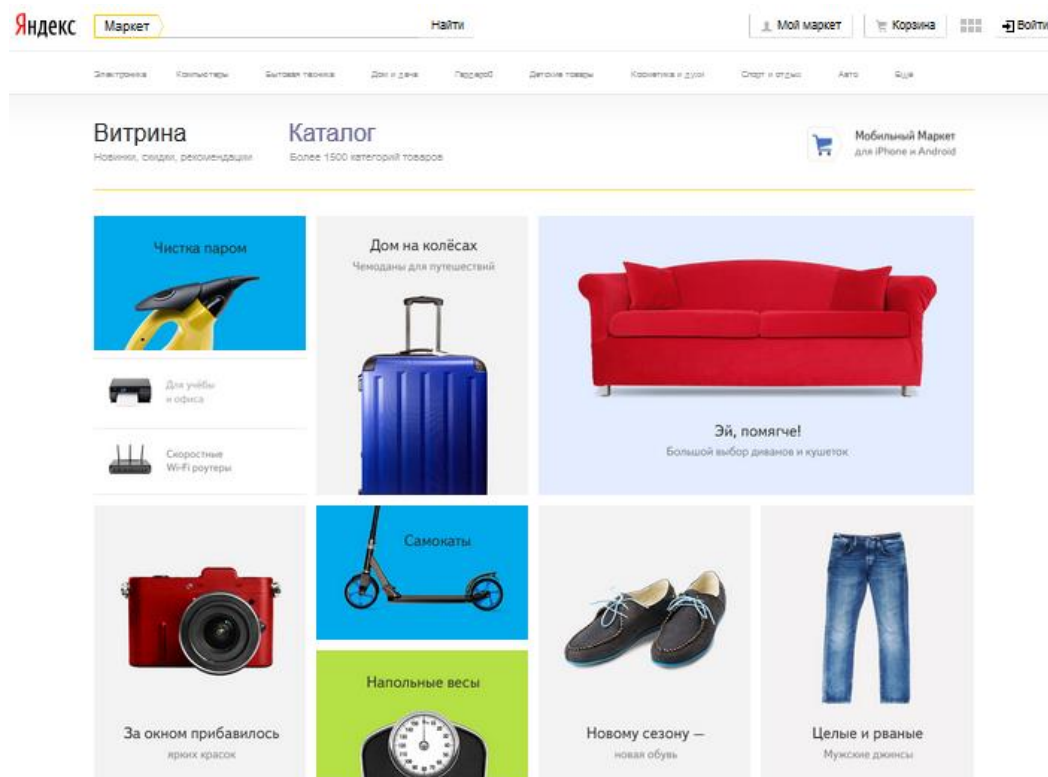 Яндекс Маркет Найти Мой маркет Корзина Войти
Электроника Компьютеры Бытовая техника Дом и дача Гардероб Детские товары Косметика и духи Спорт и отдых Авто Еще
Витрина
Новинки, скидки, рекомендации
Каталог
Более 1500 категорий товаров
Мобильный Маркет
для iPhone и Android
Чистка паром
Для учёбы
и офиса
Скоростные
Wi-Fi роутеры
Дом на колёсах
Чемоданы для путешествий
Эй, помягче!
Большой выбор диванов и кушеток
За окном прибавилось
ярких красок
Самокаты
Напольные весы
Новому сезону —
новая обувь
Целые и рваные
Мужские джинсы